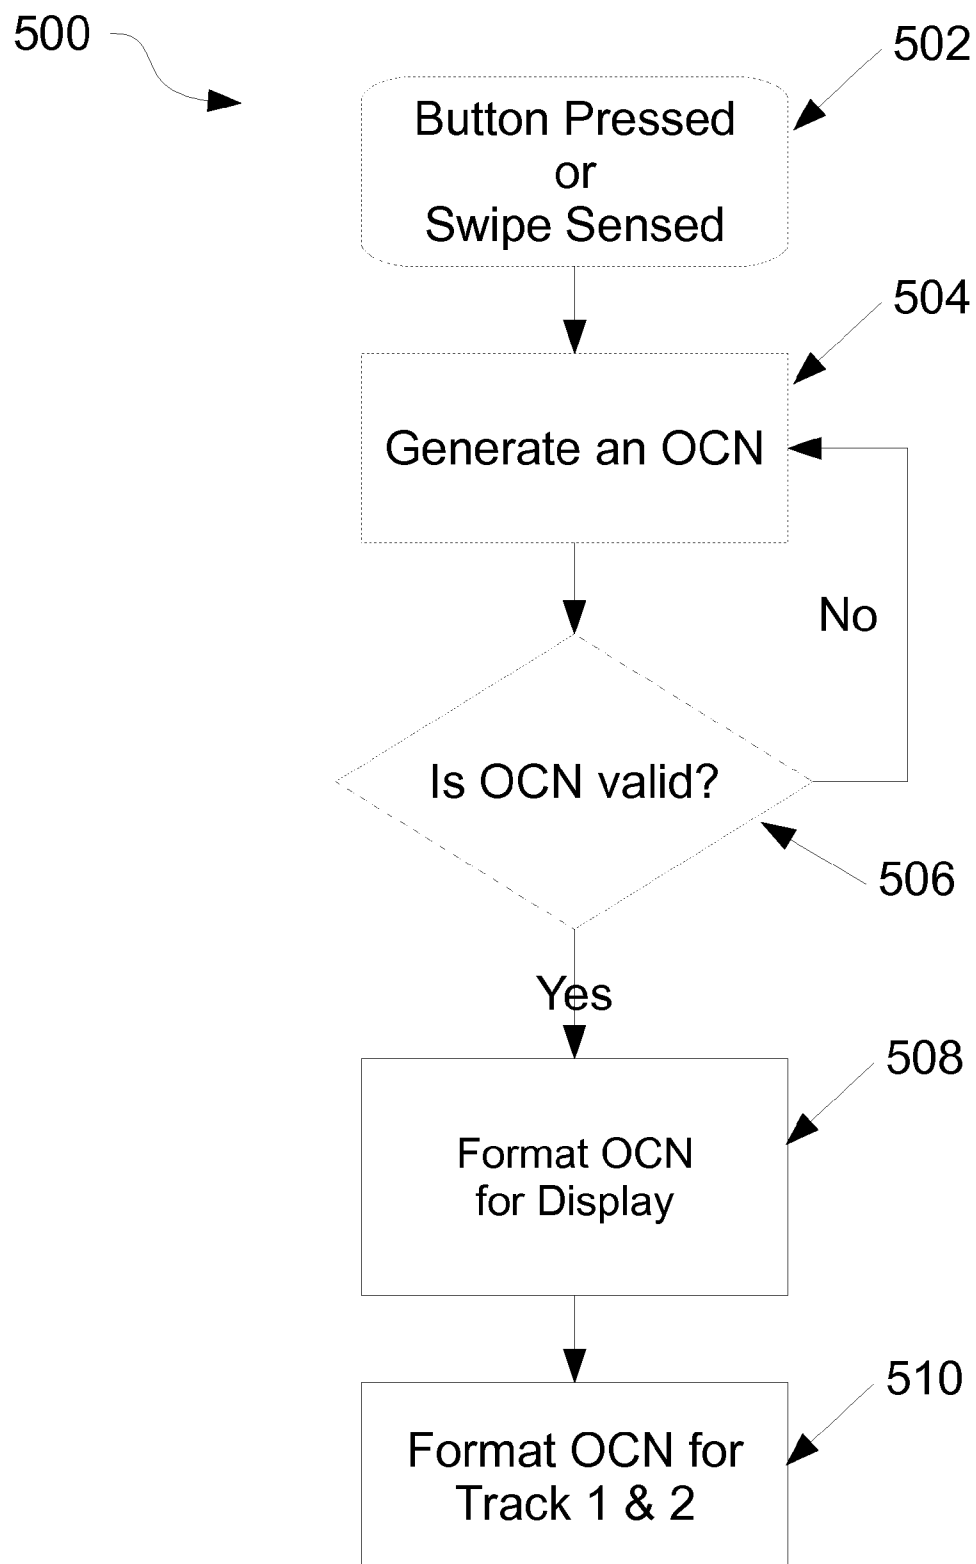 500
502
Button Pressed
or
Swipe Sensed
504
Generate an OCN
No
Is OCN valid?
506
Yes
508
Format OCN
for Display
510
Format OCN for
Track 1 & 2